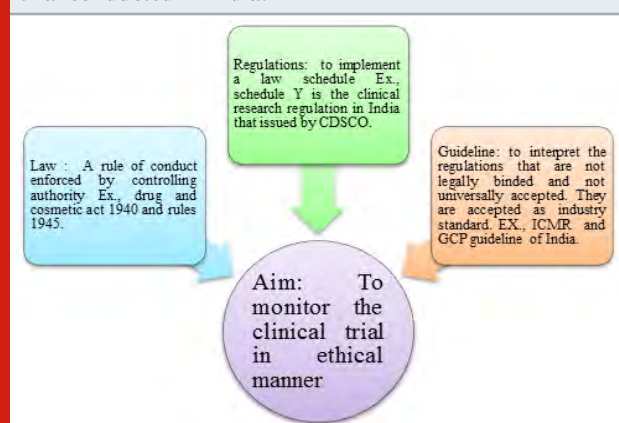 Regulations: to implement
a law schedule Ex.,
schedule Y is the clinical
research regulation in India
that issued by CDSCO.
Law : A rule of conduct
enforced by controlling
authority Ex., drug and
cosmetic act 1940 and rules
1945.
Guideline: to interpret the
regulations that are not
legally binded and not
universally accepted. They
are accepted as industry
standard. EX., ICMR and
GCP guideline of India.
Aim: To
monitor the
clinical trial
in ethical
manner